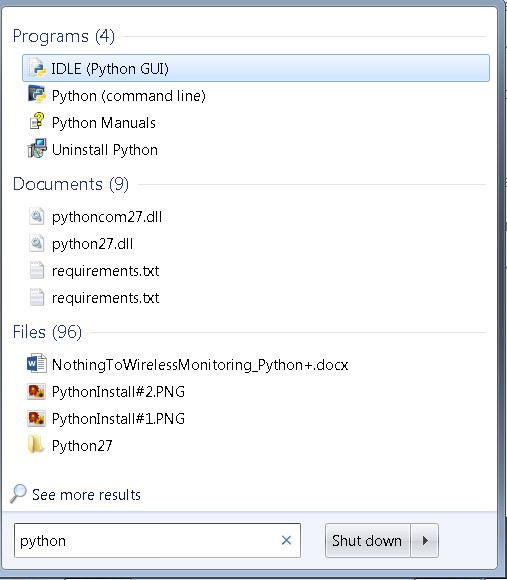 Programs (4)
IDLE (Python GUI)
Python (command line)
Python Manuals
Uninstall Python
Documents (9)
pythoncom27.dll
python27.dll
requirements.txt
requirements.txt
Files (96)
NothingToWirelessMonitoring_Python+.docx
PythonInstall#2.PNG
PythonInstall#1.PNG
Python27
See more results
python
Shut down